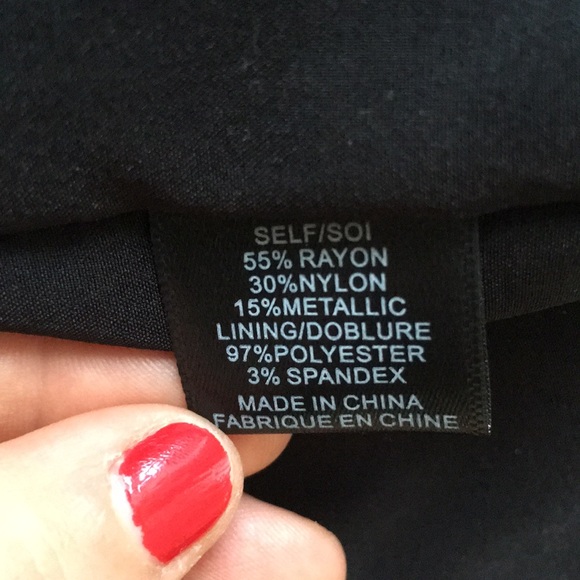 SELF/SOI
55% RAYON
30%NYLON
15%METALLIC
LINING/DOBLURE
97%POLYESTER
3% SPANDEX
MADE IN CHINA
FABRIQUE EN CHINE